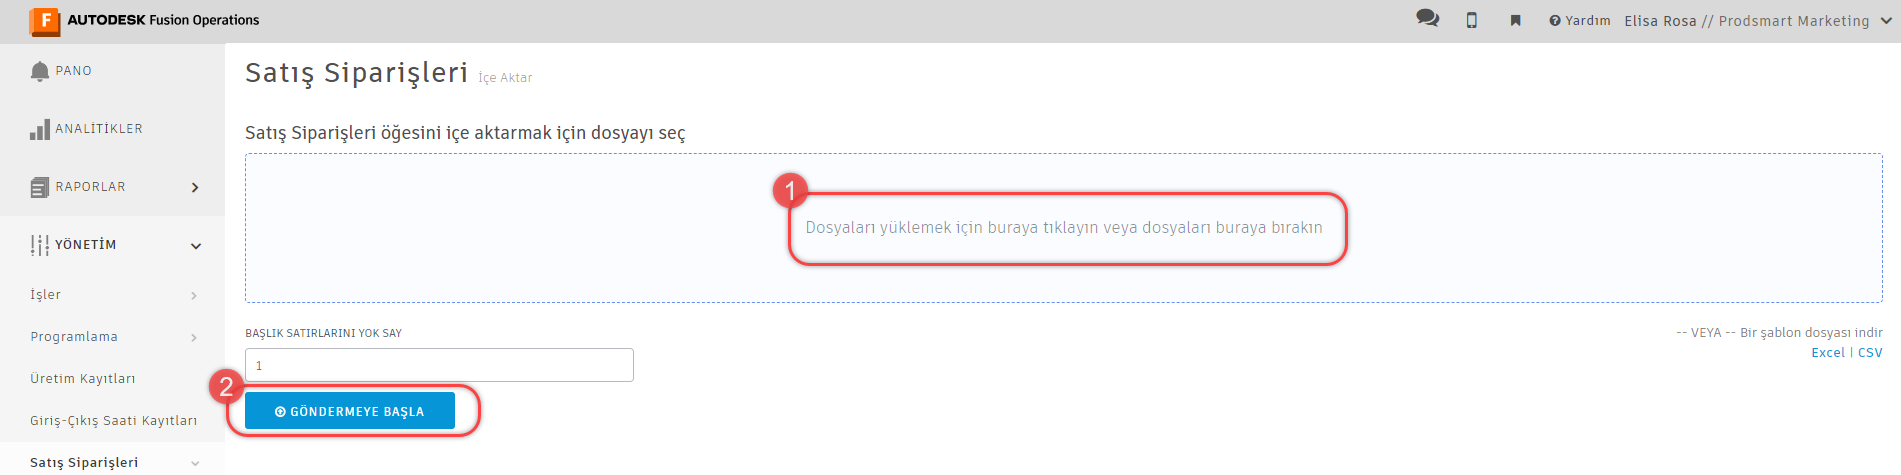 F AUTODESK Fusion Operations
Yardım Elisa Rosa // Prodsmart Marketing
PANO
ANALİTİKLER
RAPORLAR
YÖNETİM
İşler
Programlama
Üretim Kayıtları
Giriş-Çıkış Saati Kayıtları
Satış Siparişleri
Satış Siparişleri İçe Aktar
Satış Siparişleri öğesini içe aktarmak için dosyayı seç
1
Dosyaları yüklemek için buraya tıklayın veya dosyaları buraya bırakın
BAŞLIK SATIRLARINI YOK SAY
1
-- VEYA -- Bir şablon dosyası indir
Excel | CSV
2
GÖNDERMEYE BAŞLA